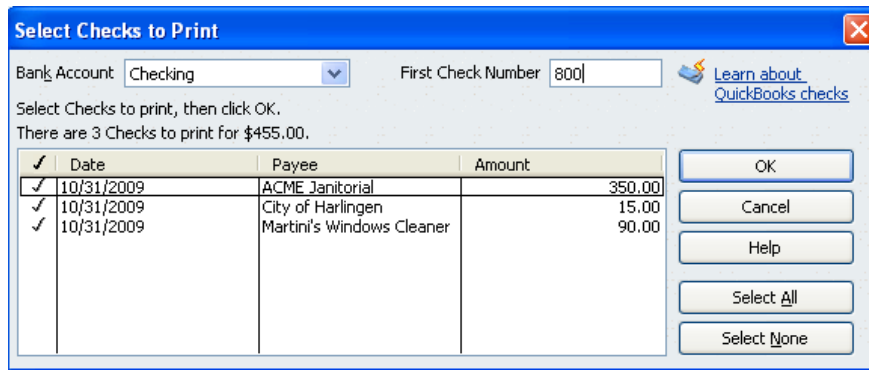 Select Checks to Print
Bank Account Checking First Check Number 800 Learn about
QuickBooks checks
Select Checks to print, then click OK.
There are 3 Checks to print for $455.00.
✓ Date Payee Amount
✓ 10/31/2009 ACME Janitorial 350.00
✓ 10/31/2009 City of Harlingen 15.00
✓ 10/31/2009 Martini's Windows Cleaner 90.00
OK
Cancel
Help
Select All
Select None